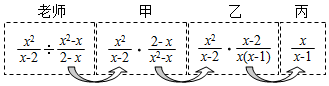 老师 甲 乙 丙
x²/x-2 ÷ x²-x/2-x x²/x-2 · 2-x/x²-x x²/x-2 · x-2/x(x-1) x/x-1